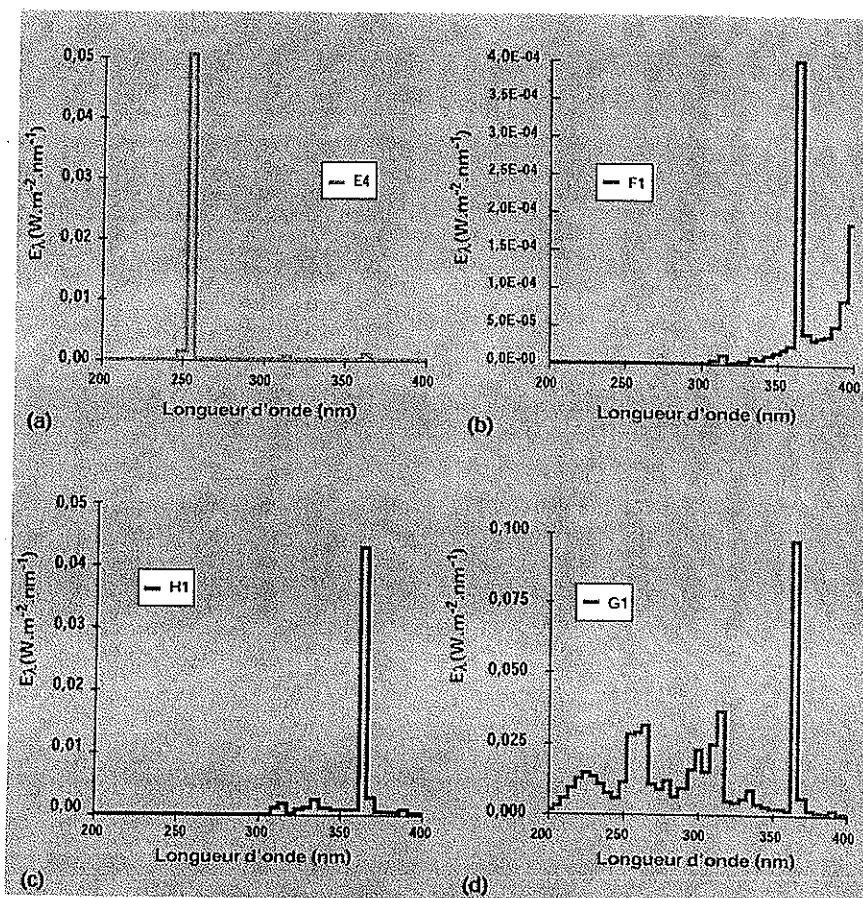 0,05
0,04
0,03
0,02
0,01
0,00
Eλ (W.m-2.nm-1)
E4
200 250 300 350 400
Longueur d'onde (nm)
(a)
4,0E-04
3,5E-04
3,0E-04
2,5E-04
2,0E-04
1,5E-04
1,0E-04
5,0E-05
0,0E-00
Eλ (W.m-2.nm-1)
F1
200 250 300 350 400
Longueur d'onde (nm)
(b)
0,05
0,04
0,03
0,02
0,01
0,00
Eλ (W.m-2.nm-1)
H1
200 250 300 350 400
Longueur d'onde (nm)
(c)
0,100
0,075
0,050
0,025
0,000
Eλ (W.m-2.nm-1)
G1
200 250 300 350 400
Longueur d'onde (nm)
(d)